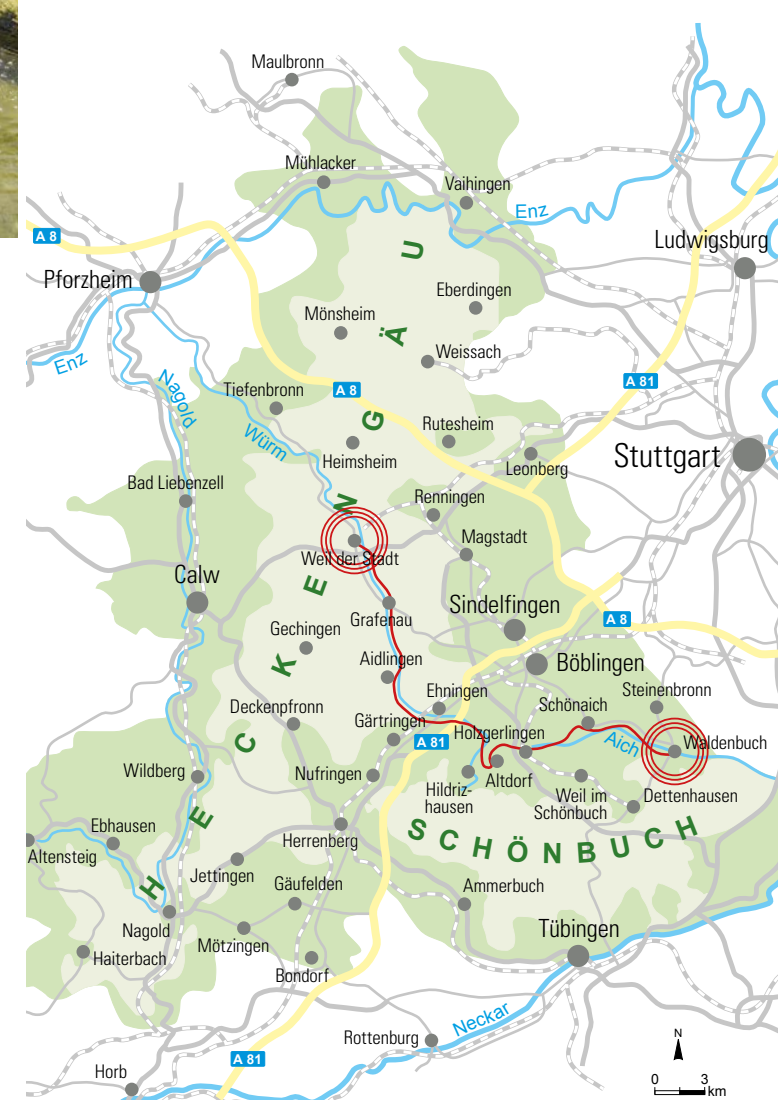 Maulbronn
Mühlacker
Vaihingen
Enz
A 8
Ludwigsburg
Pforzheim
Eberdingen
Mönsheim
Weissach
Enz
Nagold
A 81
Tiefenbronn
A 8
Rutesheim
Würm
Heimsheim
Leonberg
Stuttgart
Bad Liebenzell
Renningen
Magstadt
Weil der Stadt
Calw
Sindelfingen
Grafenau
A 8
Gechingen
Aidlingen
Böblingen
Ehningen
Steinenbronn
Deckenpfronn
Schönaich
Gärtringen
Holzgerlingen
A 81
Aich
Waldenbuch
Wildberg
Nufringen
Altdorf
Hildriz-
hausen
Weil im
Schönbuch
Dettenhausen
HECKENGÄU
SCHÖNBUCH
Ebhausen
Herrenberg
Altensteig
Jettingen
Gäufelden
Ammerbuch
Nagold
Mötzingen
Tübingen
Haiterbach
Bondorf
Neckar
Rottenburg
A 81
Horb
N
0 3
km